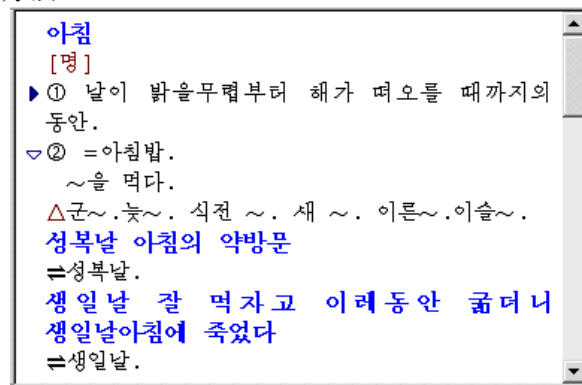 아침
[명]
① 날이 밝을무렵부터 해가 떠오를 때까지의
동안.
② =아침밥.
~을 먹다.
△군~.늦~. 식전 ~. 새 ~. 이른~.이슬~.
성복날 아침의 약방문
⇌성복날.
생일날 잘 먹자고 이레동안 굶더니
생일날아침에 죽었다
⇌생일날.